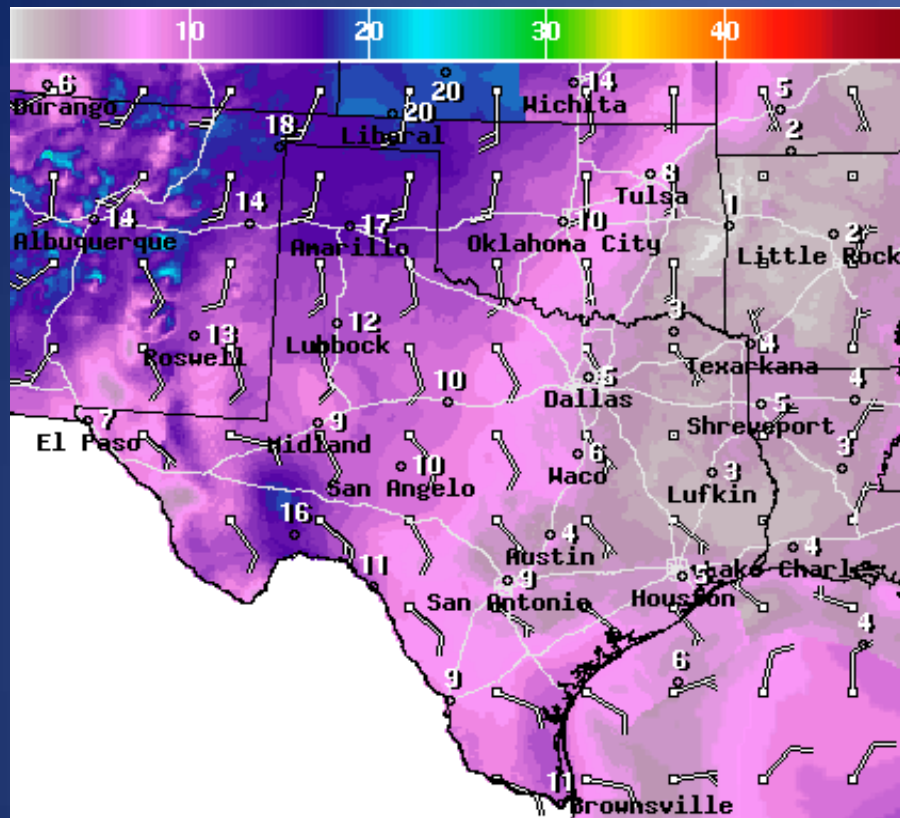 10 20 30 40
6
Durango
20
14
Wichita
5
20
Liberal
18
2
8
Tulsa
14
Albuquerque
14
17
Amarillo
10
Oklahoma City
1
2
Little Rock
13
Roswell
12
Lubbock
3
4
Texarkana
10
6
Dallas
4
5
Shreveport
7
El Paso
9
Midland
10
San Angelo
6
Waco
3
Lufkin
3
16
4
Austin
4
Lake Charles
11
9
San Antonio
5
Houston
4
9
6
11
Brownsville